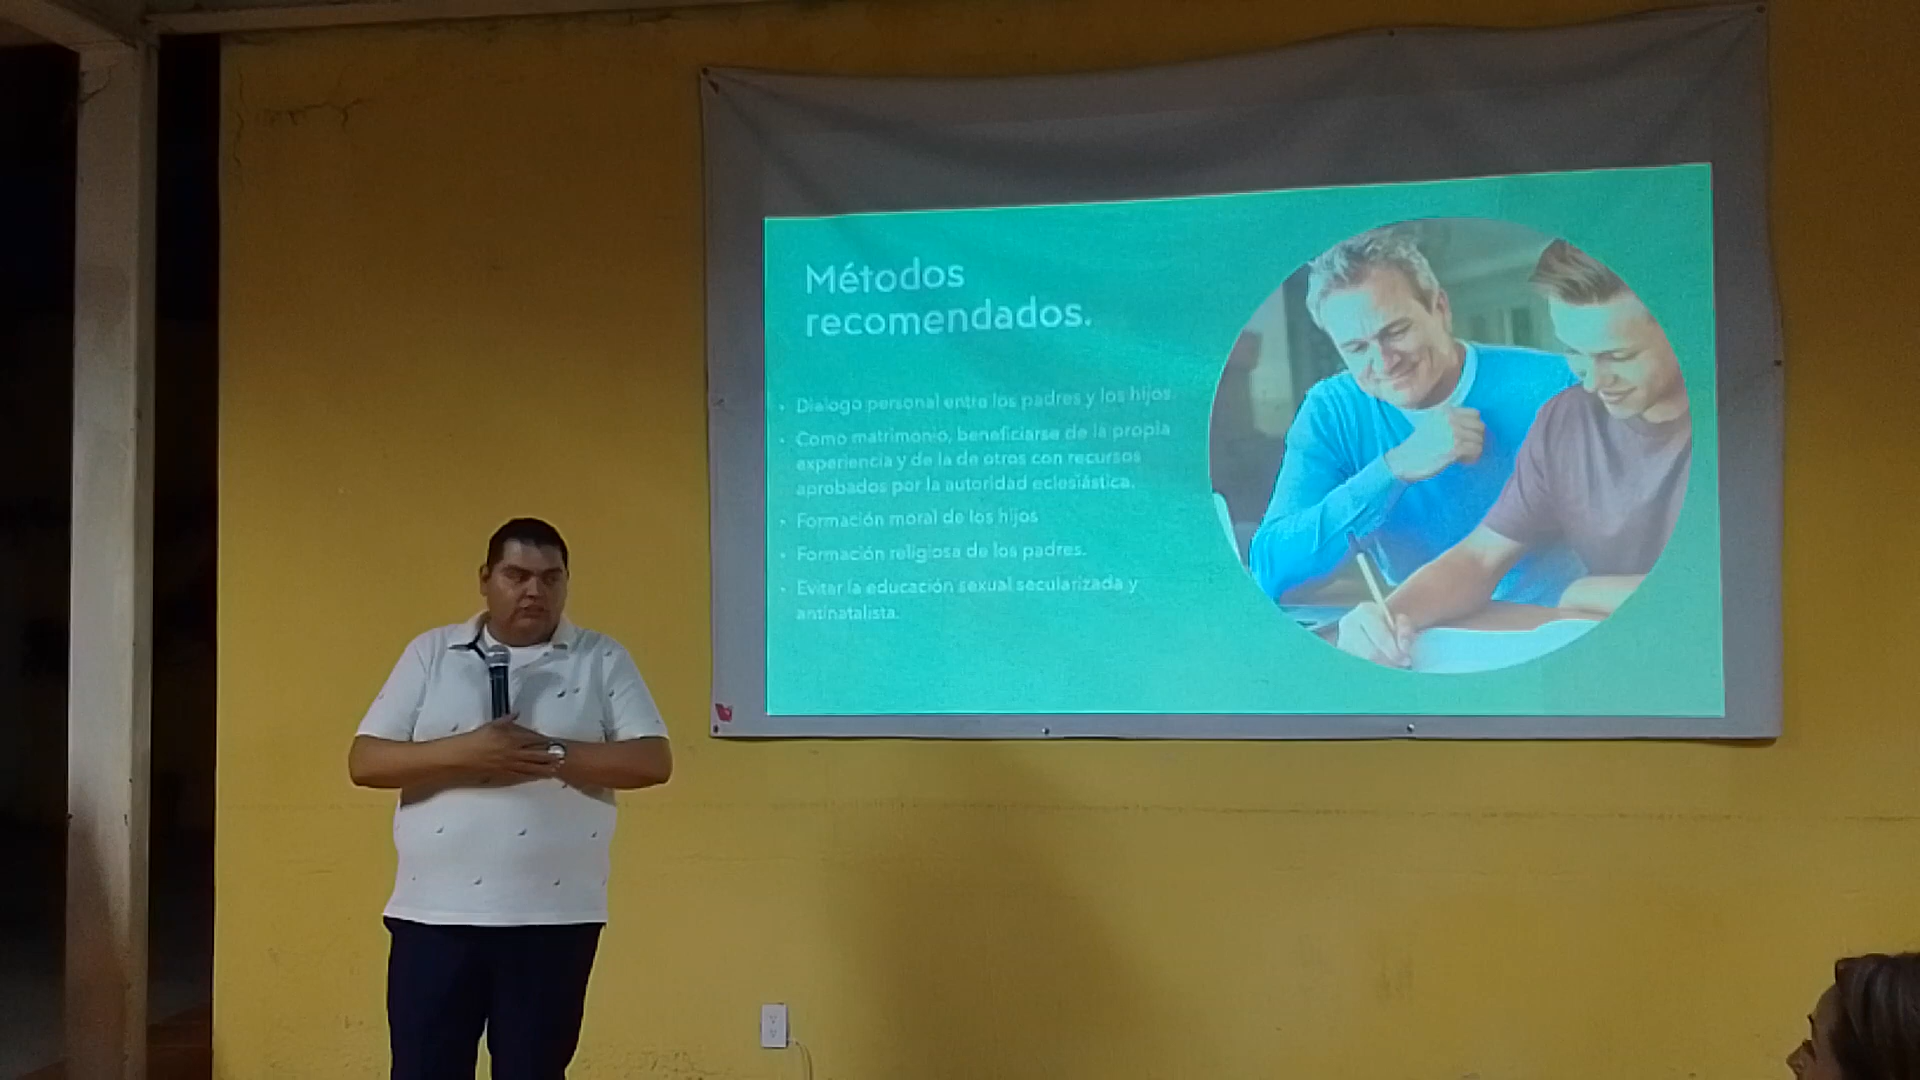 Métodos
recomendados.
• Dialogo personal entre los padres y los hijos.
• Como matrimonio, beneficiarse de la propia
experiencia y de la de otros con recursos
aprobados por la autoridad eclesiástica.
• Formación moral de los hijos
• Formación religiosa de los padres.
• Evitar la educación sexual secularizada y
antinatalista.